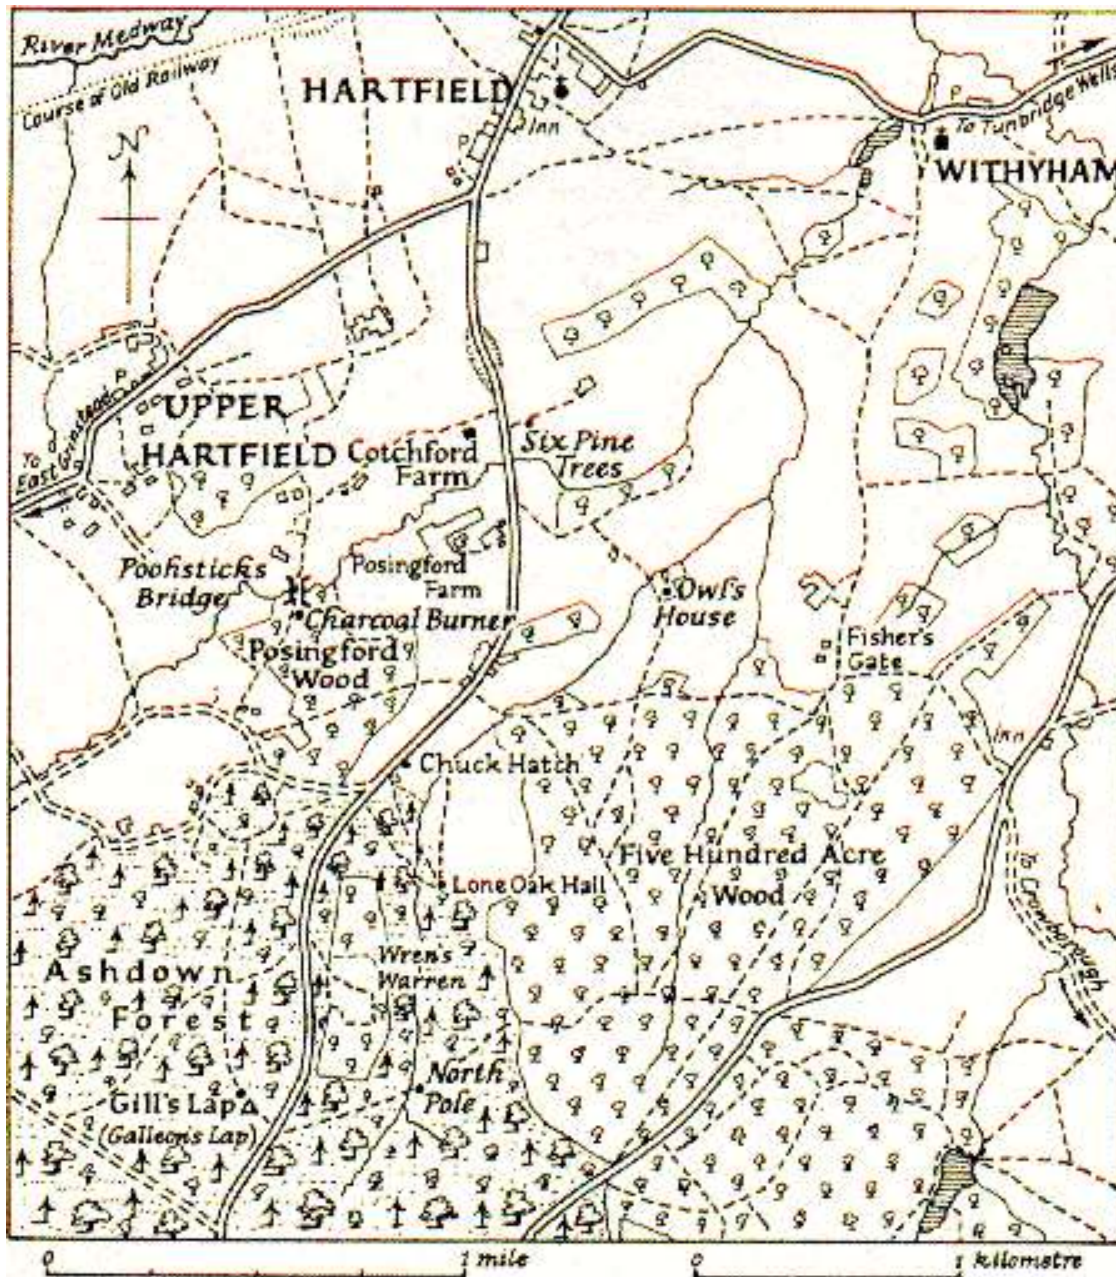 River Medway
Course of Old Railway
N
HARTFIELD
Inn
P
P
To Tunbridge Wells
WITHYHAM
P
To
East Grinstead
UPPER
HARTFIELD
Cotchford
Farm
Six Pine
Trees
Poohsticks
Bridge
Posingford
Farm
Charcoal Burner
Owl's
House
Posingford
Wood
Fisher's
Gate
Inn
Chuck Hatch
Five Hundred Acre
Wood
Lone Oak Hall
To Crowborough
Wren's
Warren
Ashdown
Forest
North
Pole
Gill's Lap
(Galleons Lap)
0 1 mile 0 1 kilometre